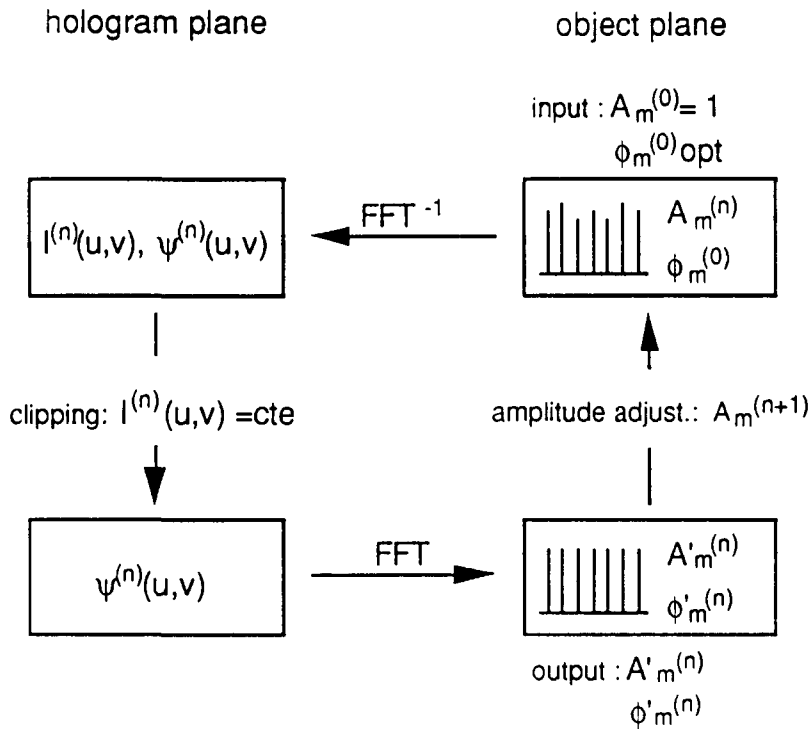 hologram plane
object plane
input : A_m^(0) = 1
ϕ_m^(0) opt
I^(n)(u,v), ψ^(n)(u,v)
FFT^-1
A_m^(n)
ϕ_m^(0)
clipping: I^(n)(u,v) =cte
amplitude adjust.: A_m^(n+1)
ψ^(n)(u,v)
FFT
A'_m^(n)
ϕ'_m^(n)
output : A'_m^(n)
ϕ'_m^(n)